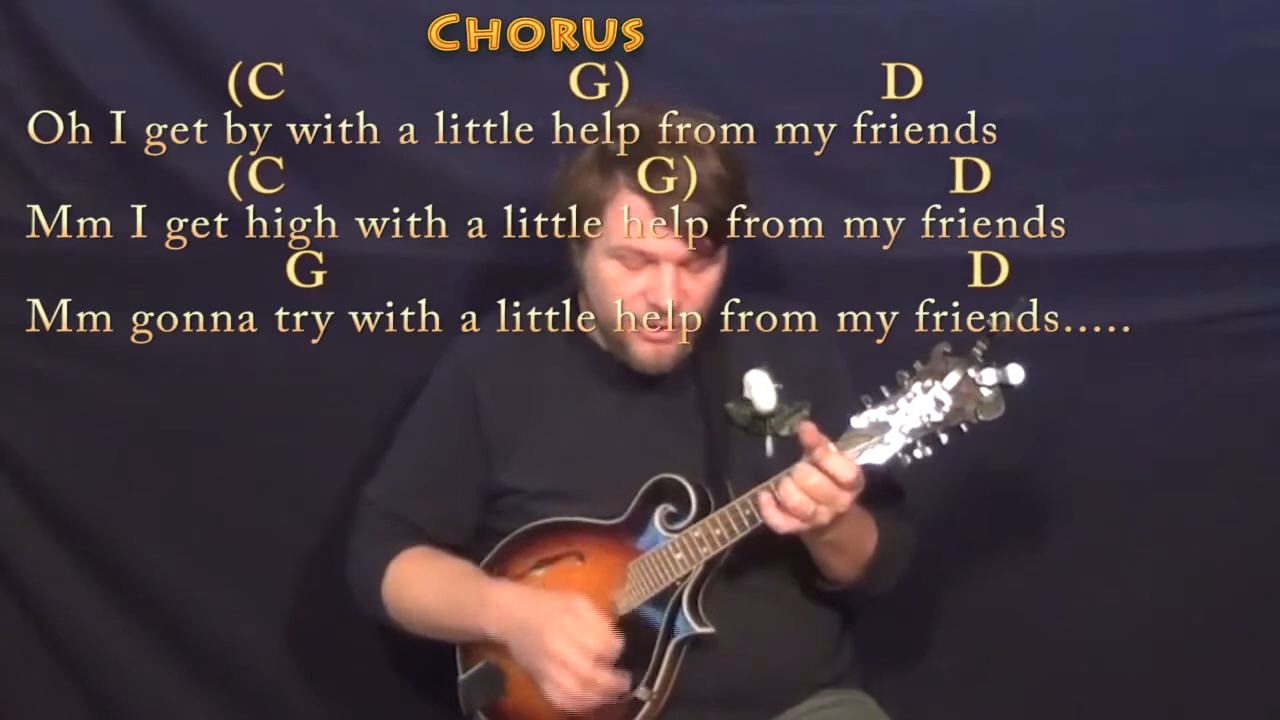 CHORUS
(C G) D
Oh I get by with a little help from my friends
(C G) D
Mm I get high with a little help from my friends
G D
Mm gonna try with a little help from my friends.....